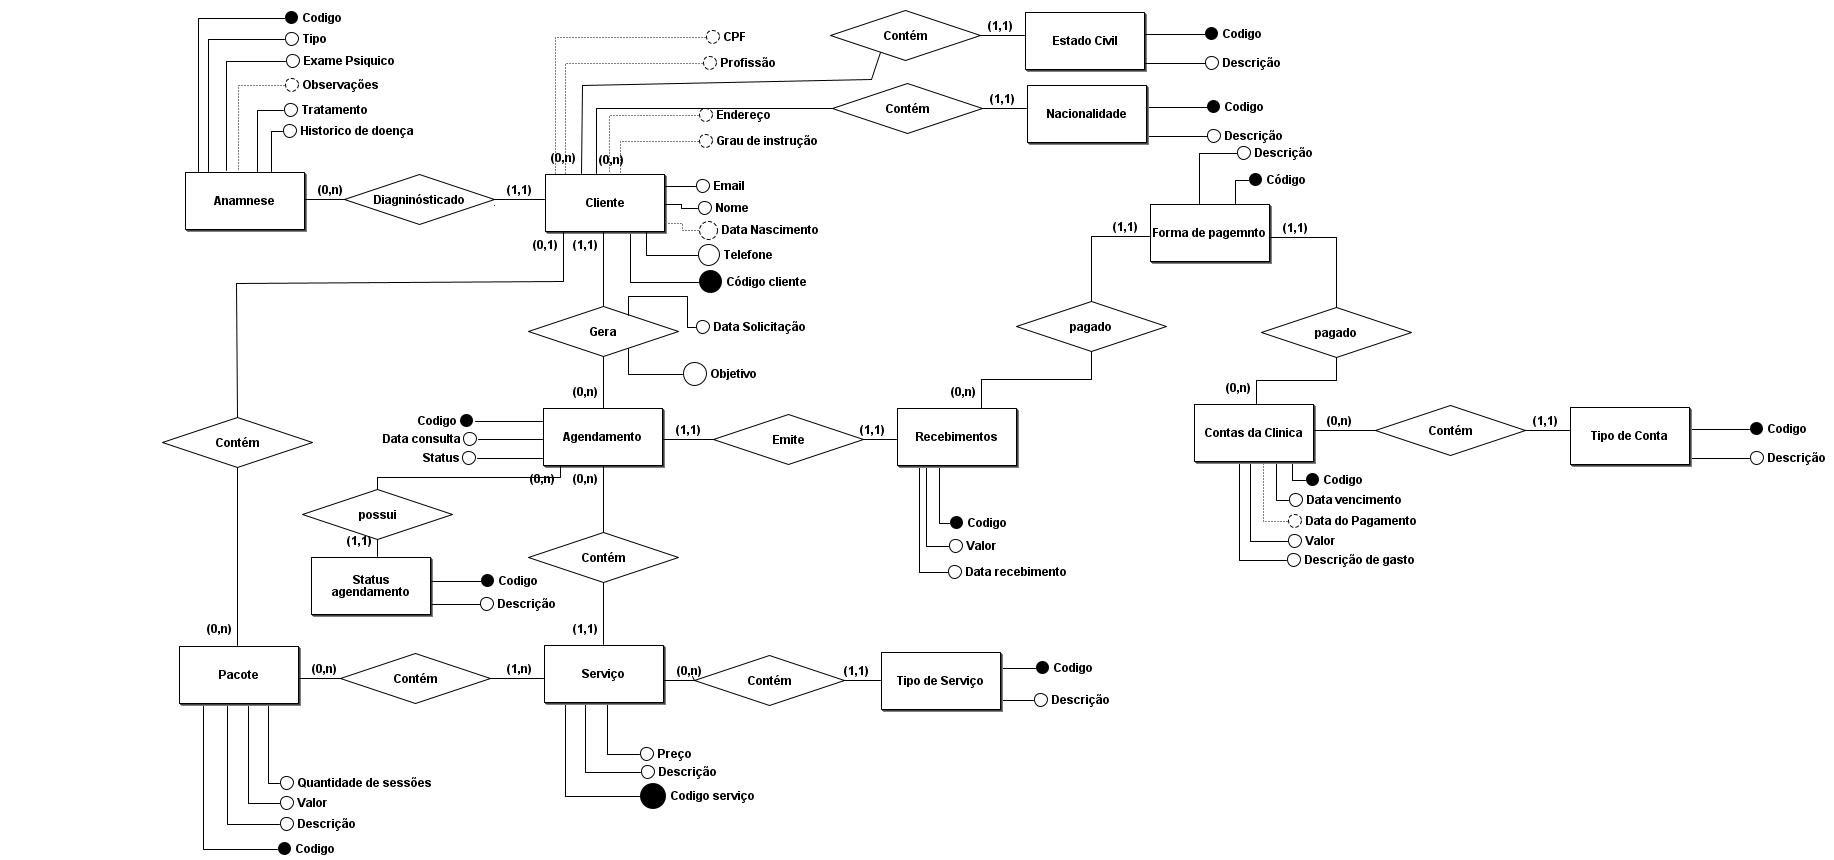 Codigo
Tipo
Exame Psiquico
Observações
Tratamento
Historico de doença
Anamnese
(0,n)
Diagninósticado
(1,1)
CPF
Profissão
Endereço
Grau de instrução
(0,n)
(0,n)
Cliente
Email
Nome
Data Nascimento
Telefone
Código cliente
(0,1)
(1,1)
Contém
(1,1)
Estado Civil
Codigo
Descrição
Contém
(1,1)
Nacionalidade
Codigo
Descrição
Descrição
Código
Forma de pagemnto
(1,1)
(1,1)
pagado
pagado
Gera
Data Solicitação
Objetivo
(0,n)
(0,n)
(0,n)
Contém
Codigo
Data consulta
Status
Agendamento
(1,1)
Emite
(1,1)
Recebimentos
Contas da Clinica
(0,n)
Contém
(1,1)
Tipo de Conta
Codigo
Descrição
(0,n)
(0,n)
possui
(1,1)
Status
agendamento
Codigo
Descrição
Contém
(1,1)
Codigo
Valor
Data recebimento
Codigo
Data vencimento
Data do Pagamento
Valor
Descrição de gasto
(0,n)
Pacote
(0,n)
Contém
(1,n)
Serviço
(0,n)
Contém
(1,1)
Tipo de Serviço
Codigo
Descrição
Preço
Descrição
Codigo serviço
Quantidade de sessões
Valor
Descrição
Codigo